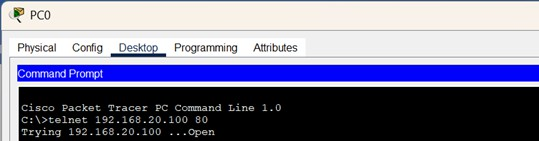 PC0
Physical Config Desktop Programming Attributes
Command Prompt
Cisco Packet Tracer PC Command Line 1.0
C:\>telnet 192.168.20.100 80
Trying 192.168.20.100 ...Open